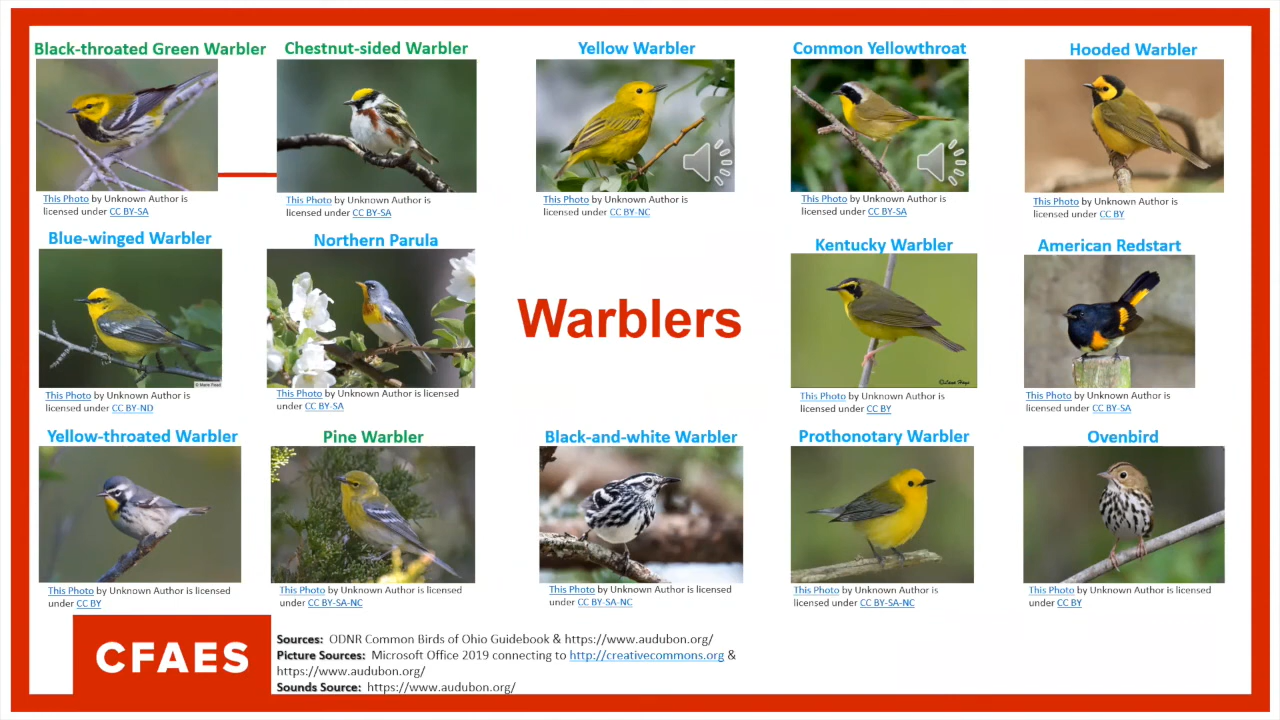 Black-throated Green Warbler
Chestnut-sided Warbler
Yellow Warbler
Common Yellowthroat
Hooded Warbler
This Photo by Unknown Author is
licensed under CC BY-SA
This Photo by Unknown Author is
licensed under CC BY-SA
This Photo by Unknown Author is
licensed under CC BY-NC
This Photo by Unknown Author is
licensed under CC BY-SA
This Photo by Unknown Author is
licensed under CC BY
Blue-winged Warbler
Northern Parula
Kentucky Warbler
American Redstart
This Photo by Unknown Author is
licensed under CC BY-ND
This Photo by Unknown Author is licensed
under CC BY-SA
Warblers
This Photo by Unknown Author is
licensed under CC BY
This Photo by Unknown Author is
licensed under CC BY-SA
Yellow-throated Warbler
Pine Warbler
Black-and-white Warbler
Prothonotary Warbler
Ovenbird
This Photo by Unknown Author is licensed
under CC BY
This Photo by Unknown Author is licensed
under CC BY-SA-NC
This Photo by Unknown Author is licensed
under CC BY-SA-NC
This Photo by Unknown Author is
licensed under CC BY-SA-NC
This Photo by Unknown Author is licensed
under CC BY
CFAES
Sources: ODNR Common Birds of Ohio Guidebook & https://www.audubon.org/
Picture Sources: Microsoft Office 2019 connecting to http://creativecommons.org &
https://www.audubon.org/
Sounds Source: https://www.audubon.org/